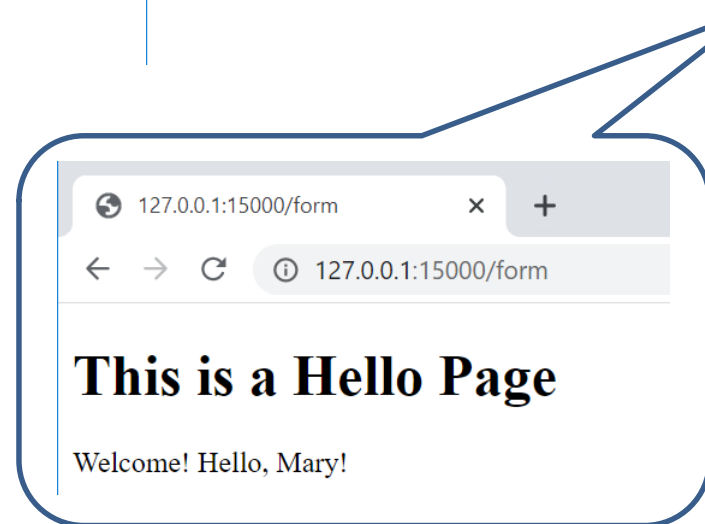 127.0.0.1:15000/form
127.0.0.1:15000/form
This is a Hello Page
Welcome! Hello, Mary!